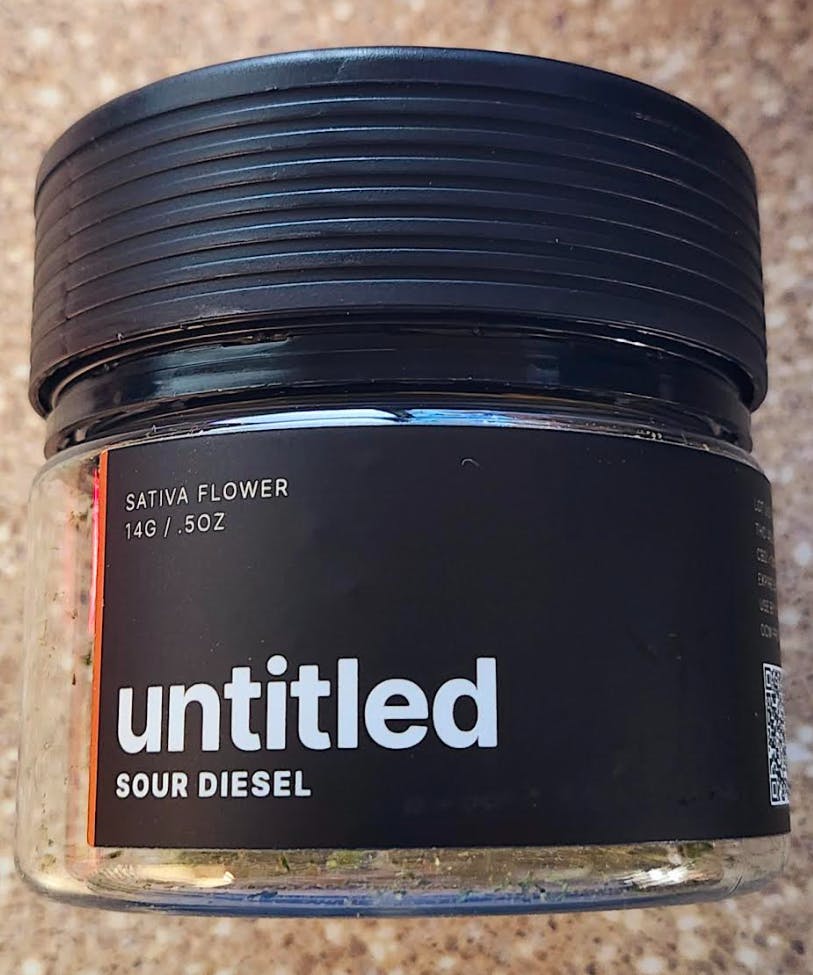 SATIVA FLOWER
14G / .5OZ
untitled
SOUR DIESEL